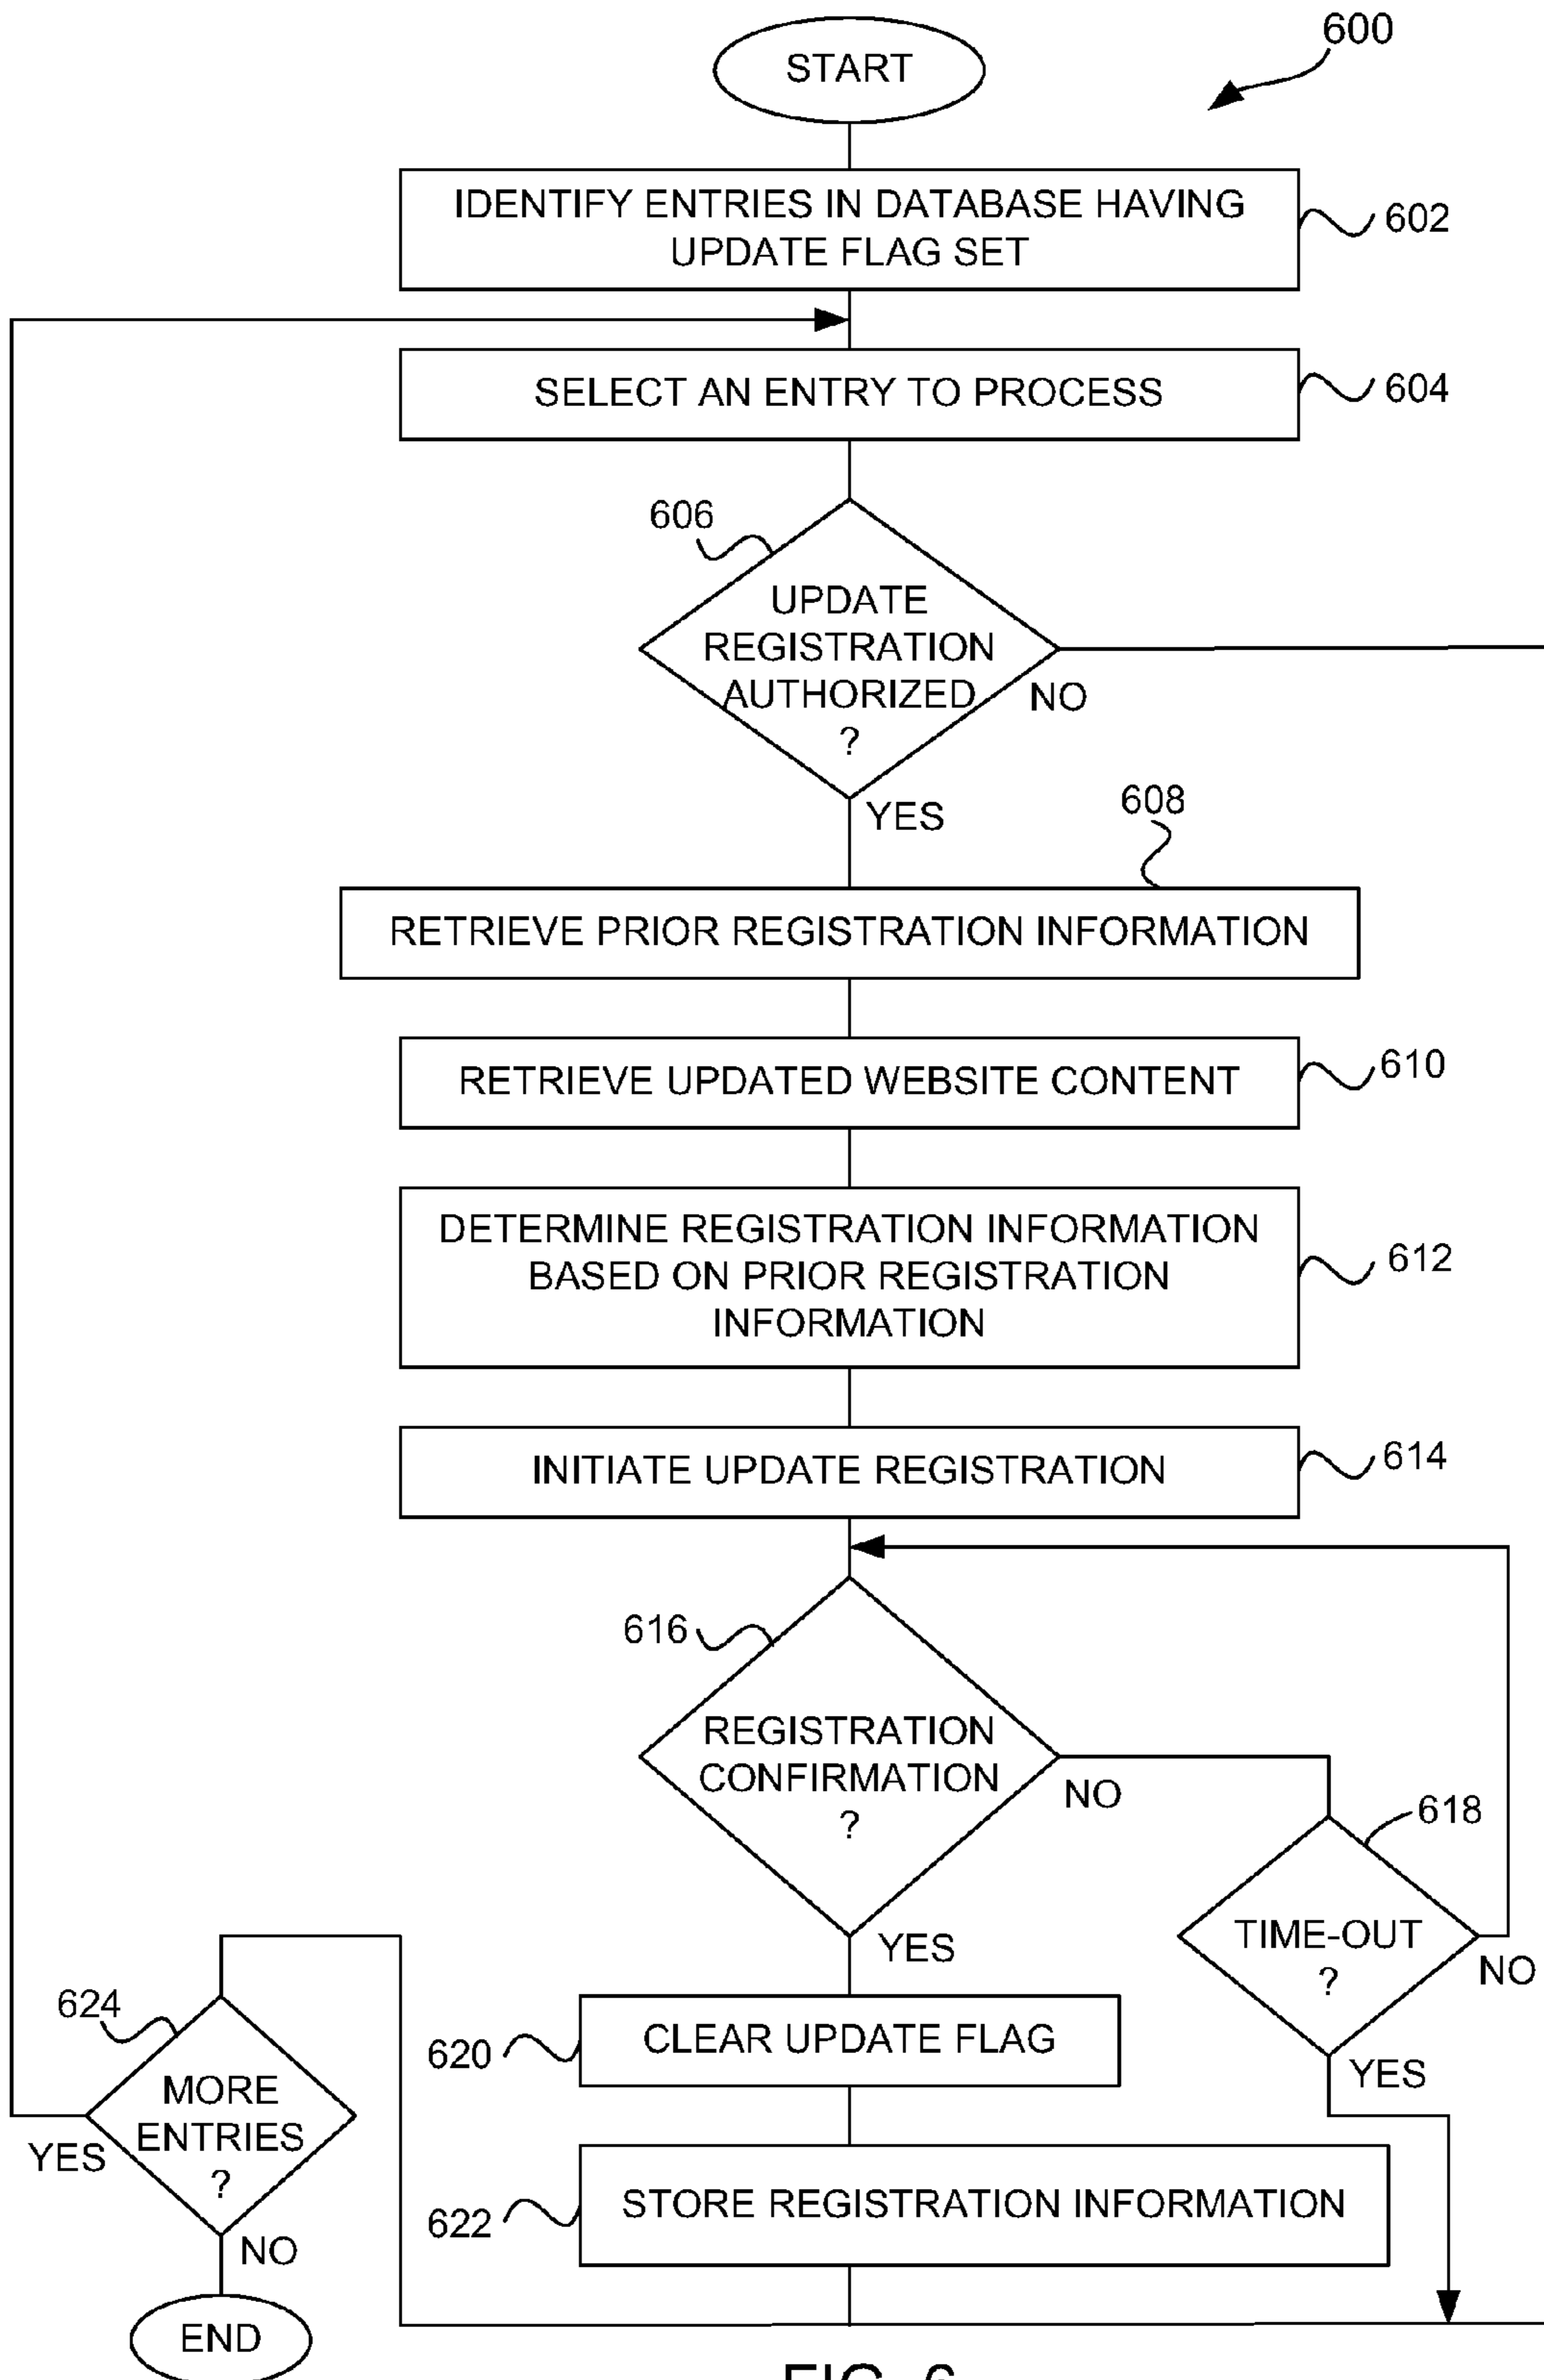 600
START
IDENTIFY ENTRIES IN DATABASE HAVING
UPDATE FLAG SET
602
SELECT AN ENTRY TO PROCESS
604
606
UPDATE
REGISTRATION
AUTHORIZED
?
NO
YES
608
RETRIEVE PRIOR REGISTRATION INFORMATION
RETRIEVE UPDATED WEBSITE CONTENT
610
DETERMINE REGISTRATION INFORMATION
BASED ON PRIOR REGISTRATION
INFORMATION
612
INITIATE UPDATE REGISTRATION
614
616
REGISTRATION
CONFIRMATION
?
NO
618
TIME-OUT
?
NO
YES
YES
624
MORE
ENTRIES
?
YES
NO
620
CLEAR UPDATE FLAG
622
STORE REGISTRATION INFORMATION
END
FIG. 6